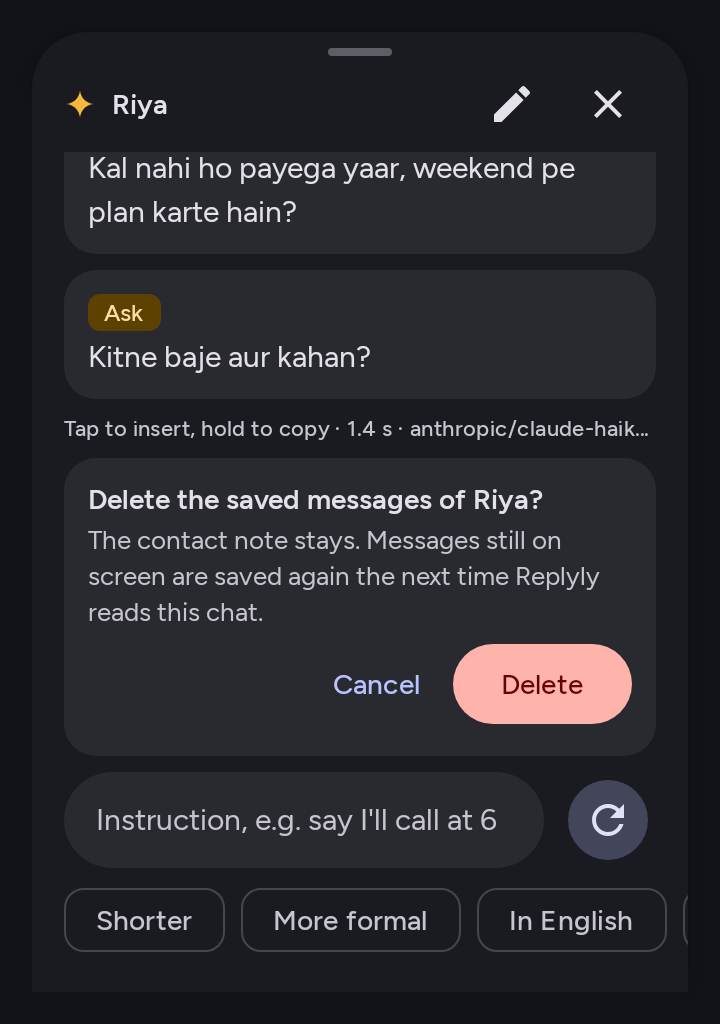 Riya
Kal nahi ho payega yaar, weekend pe
plan karte hain?
Ask
Kitne baje aur kahan?
Tap to insert, hold to copy · 1.4 s · anthropic/claude-haik…
Delete the saved messages of Riya?
The contact note stays. Messages still on
screen are saved again the next time Replyly
reads this chat.
Cancel Delete
Instruction, e.g. say I'll call at 6
Shorter More formal In English